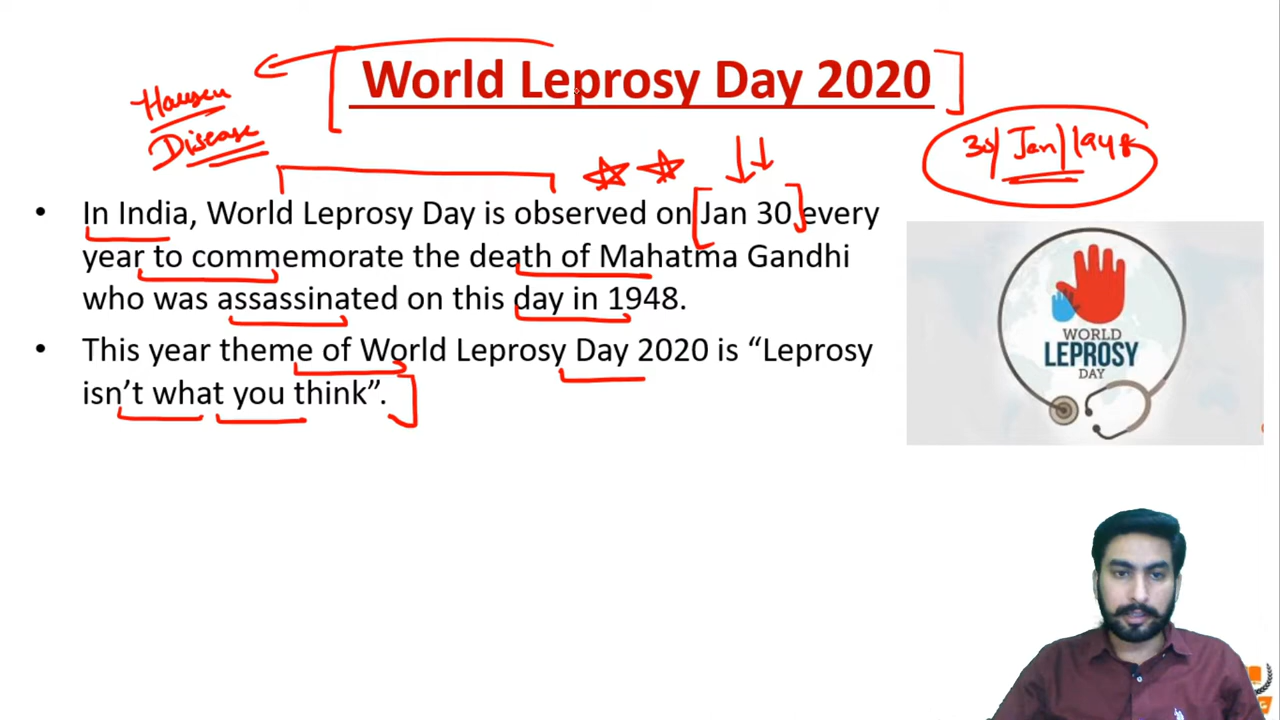 World Leprosy Day 2020
Hansen
Disease
30/Jan/1948
• In India, World Leprosy Day is observed on Jan 30 every
year to commemorate the death of Mahatma Gandhi
who was assassinated on this day in 1948.
• This year theme of World Leprosy Day 2020 is “Leprosy
isn’t what you think”.
WORLD
LEPROSY
DAY